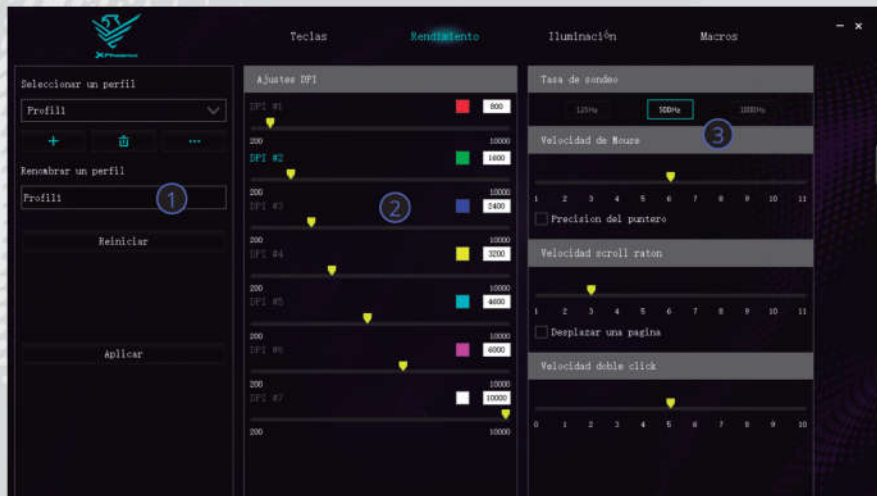 XPhoenix
Teclas Rendimiento Iluminación Macros
Seleccionar un perfil
Profil1
Renombrar un perfil
Profil1
1
Reiniciar
Aplicar
Ajustes DPI
DPI #1 800
200 10000
DPI #2 1600
200 10000
DPI #3 2400
2
200 10000
DPI #4 3200
200 10000
DPI #5 4800
200 10000
DPI #6 6000
200 10000
DPI #7 10000
200 10000
Tasa de sondeo
125Hz 500Hz 1000Hz
3
Velocidad de Mouse
1 2 3 4 5 6 7 8 9 10 11
Precision del puntero
Velocidad scroll raton
1 2 3 4 5 6 7 8 9 10 11
Desplazar una pagina
Velocidad doble click
0 1 2 3 4 5 6 7 8 9 10